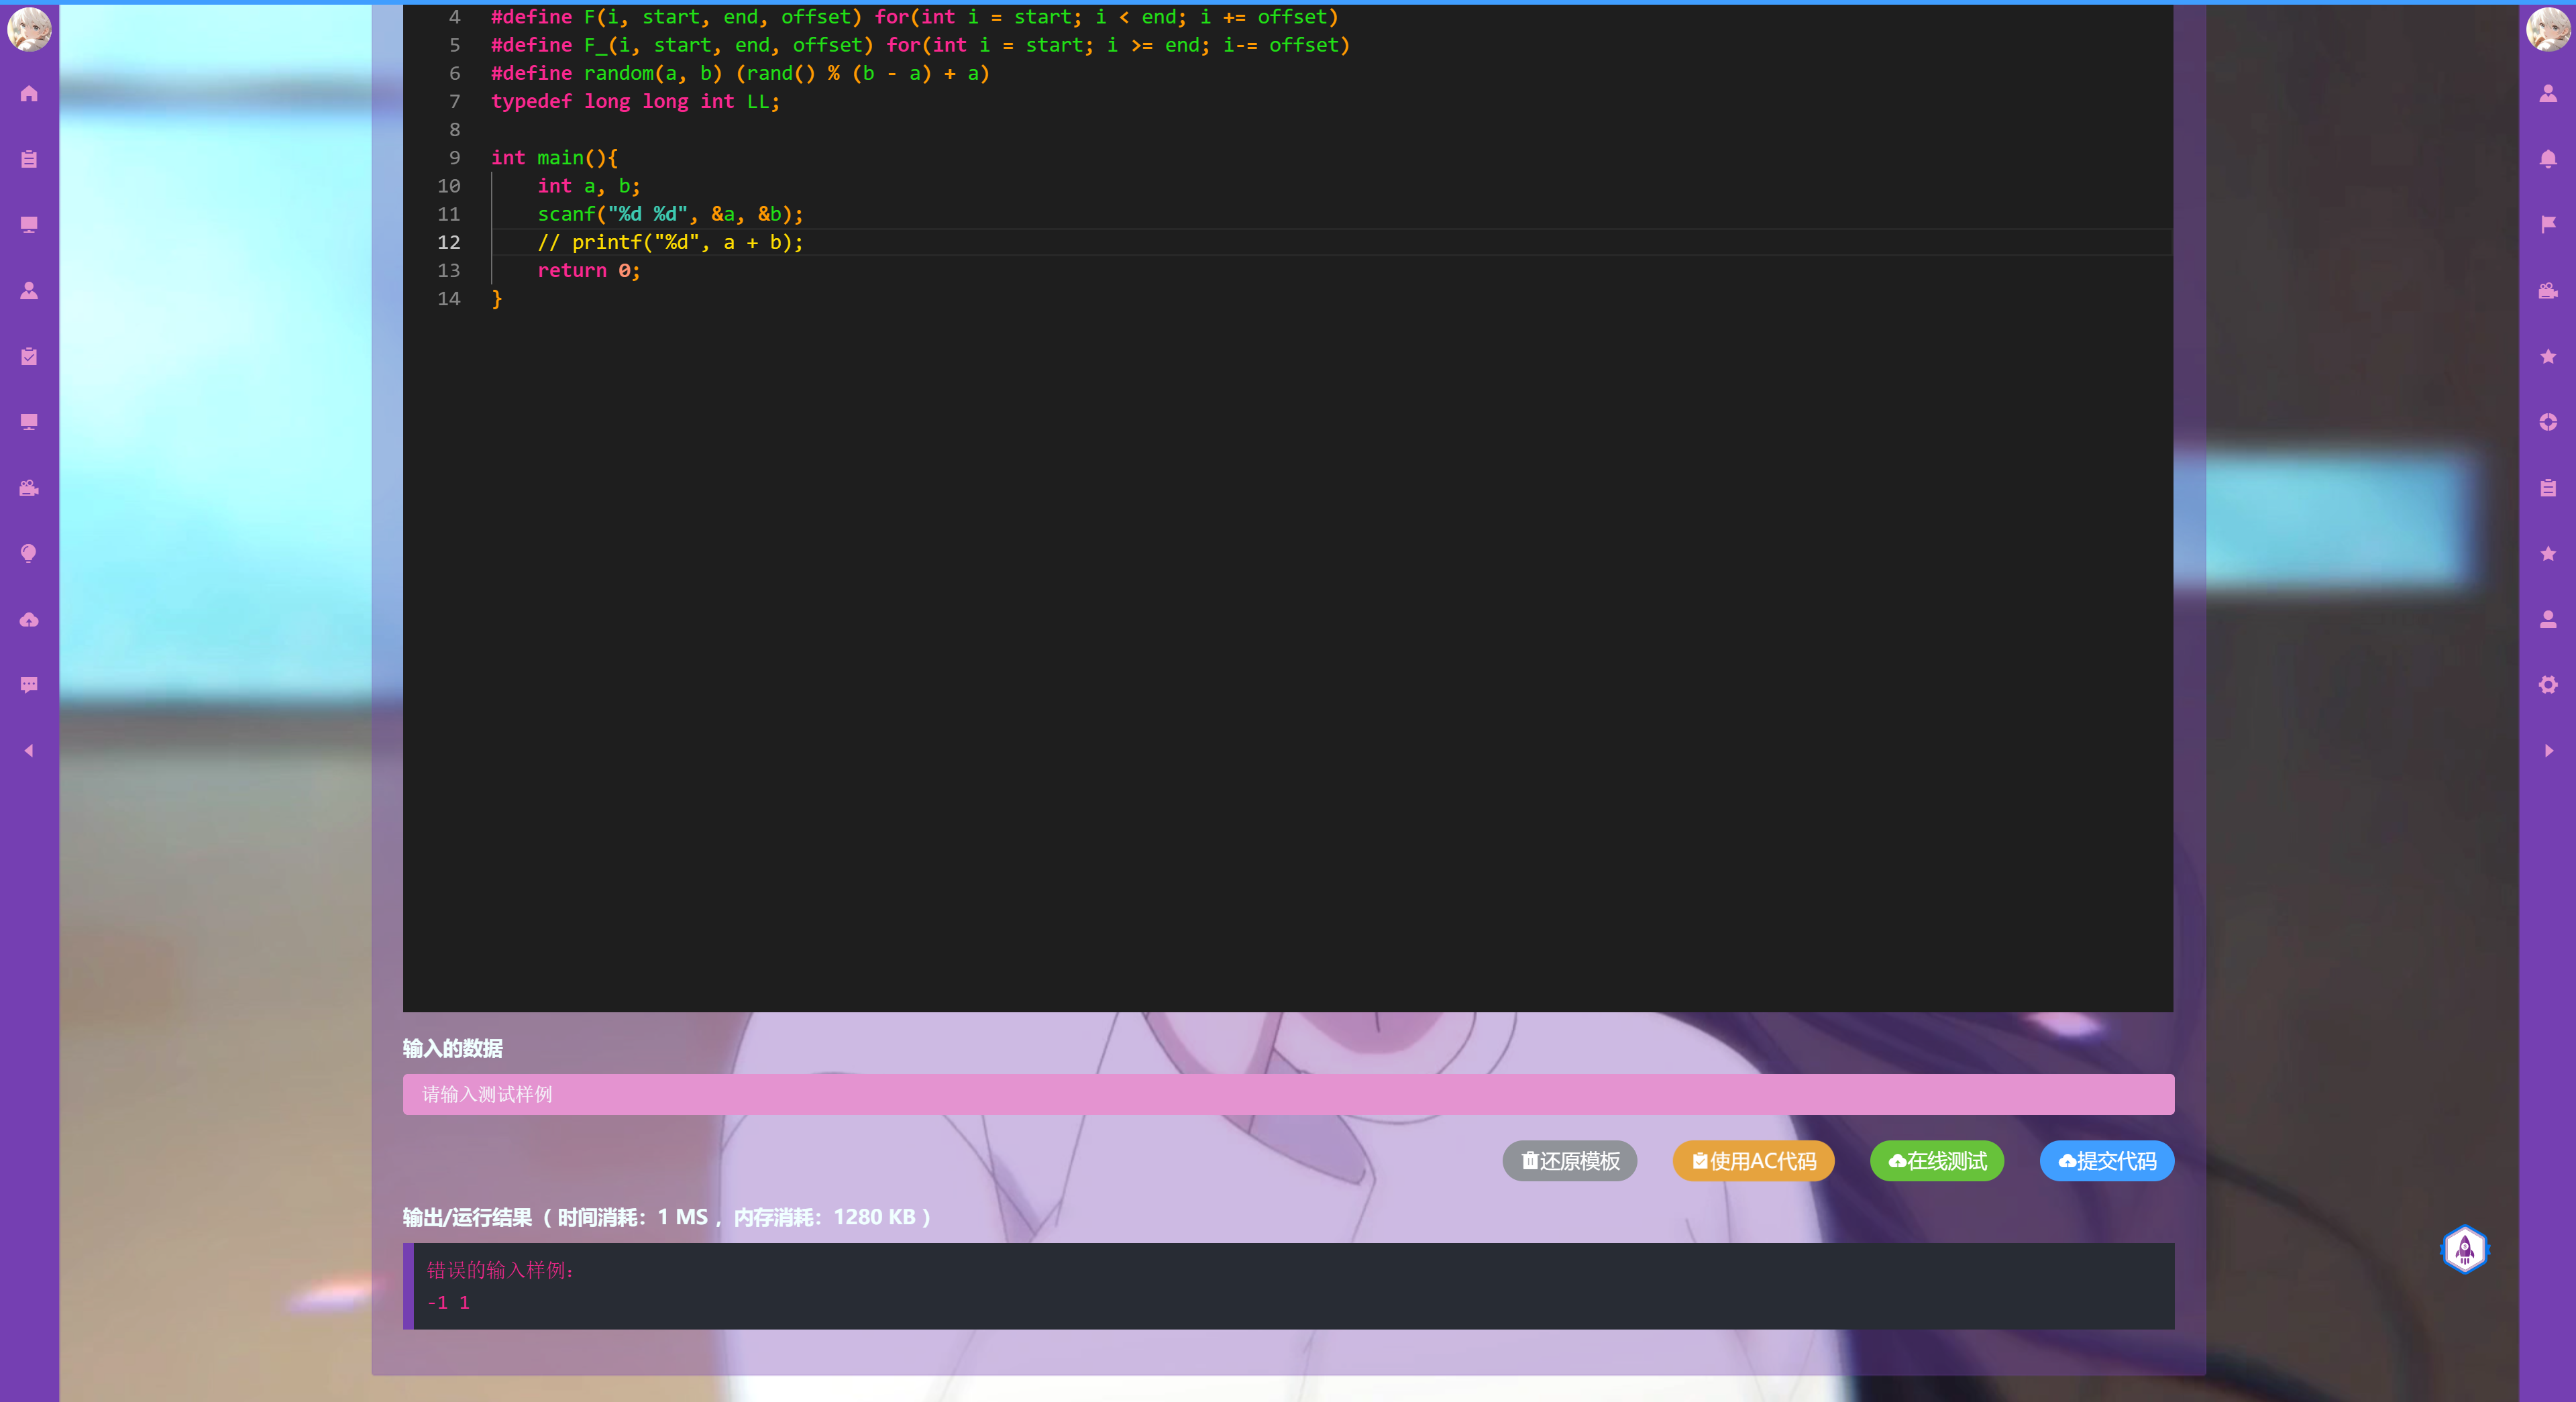 4 #define F(i, start, end, offset) for(int i = start; i < end; i += offset)
5 #define F_(i, start, end, offset) for(int i = start; i >= end; i-= offset)
6 #define random(a, b) (rand() % (b - a) + a)
7 typedef long long int LL;
8
9 int main(){
10 int a, b;
11 scanf("%d %d", &a, &b);
12 // printf("%d", a + b);
13 return 0;
14 }
输入的数据
请输入测试样例
还原模板 使用AC代码 在线测试 提交代码
输出/运行结果（ 时间消耗：1 MS ，内存消耗：1280 KB ）
错误的输入样例：
-1 1